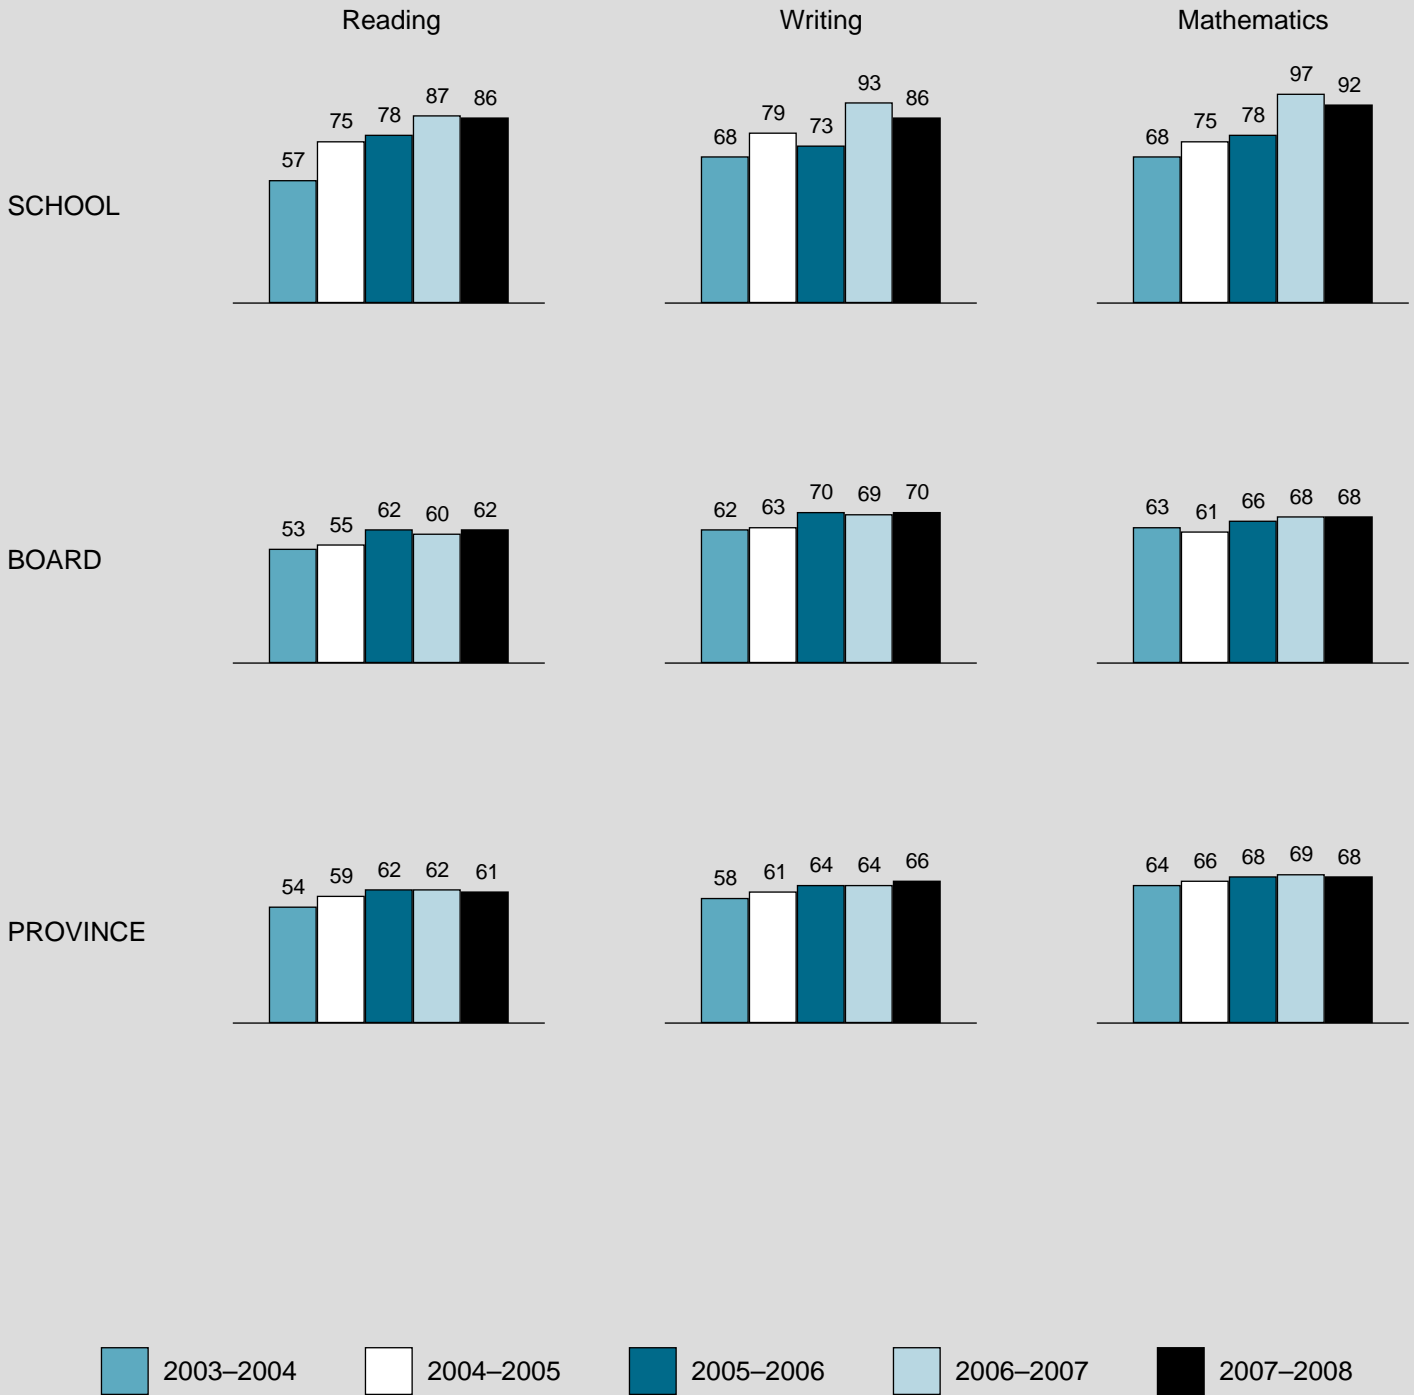 Reading Writing Mathematics
SCHOOL
57 75 78 87 86
68 79 73 93 86
68 75 78 97 92
BOARD
53 55 62 60 62
62 63 70 69 70
63 61 66 68 68
PROVINCE
54 59 62 62 61
58 61 64 64 66
64 66 68 69 68
2003–2004 2004–2005 2005–2006 2006–2007 2007–2008